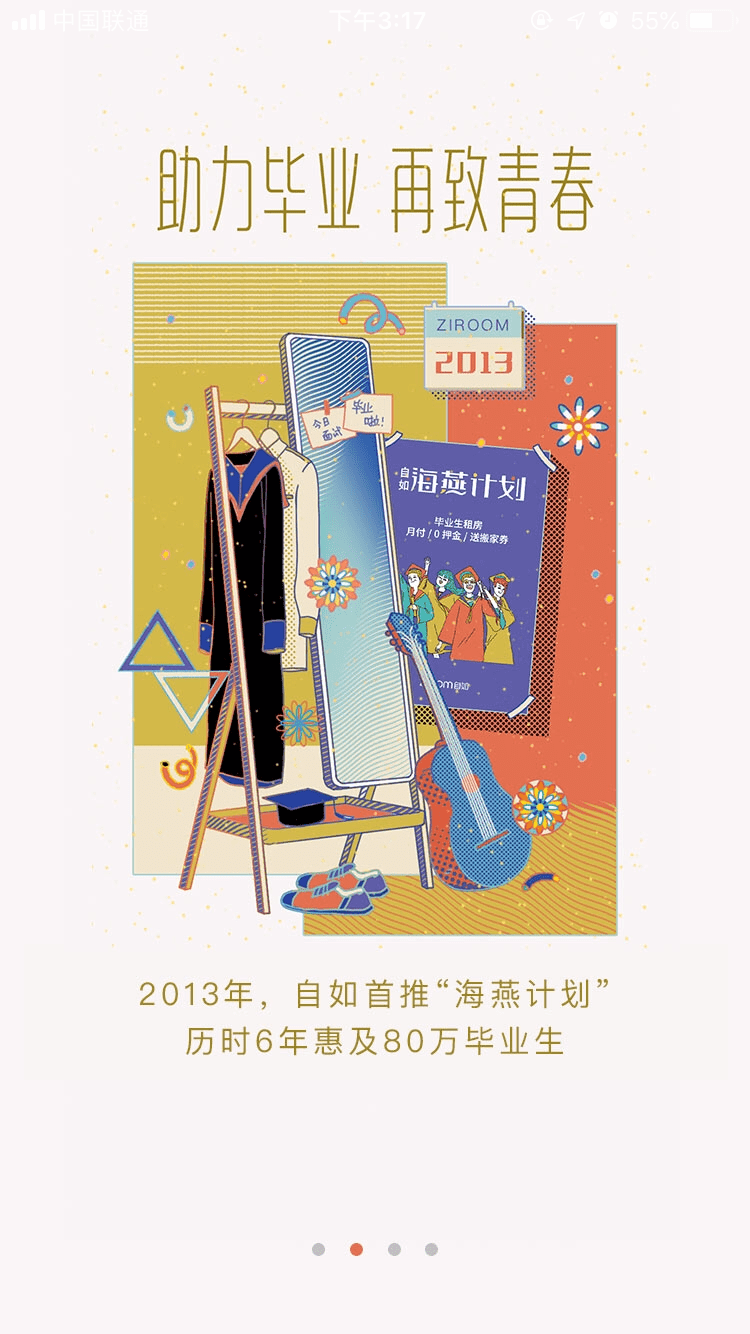 中国联通 下午3:17 55%
助力毕业 再致青春
ZIROOM
2013
今日
面试
毕业
啦!
自如海燕计划
毕业生租房
月付/0押金/送搬家券
自如
2013年，自如首推“海燕计划”
历时6年惠及80万毕业生